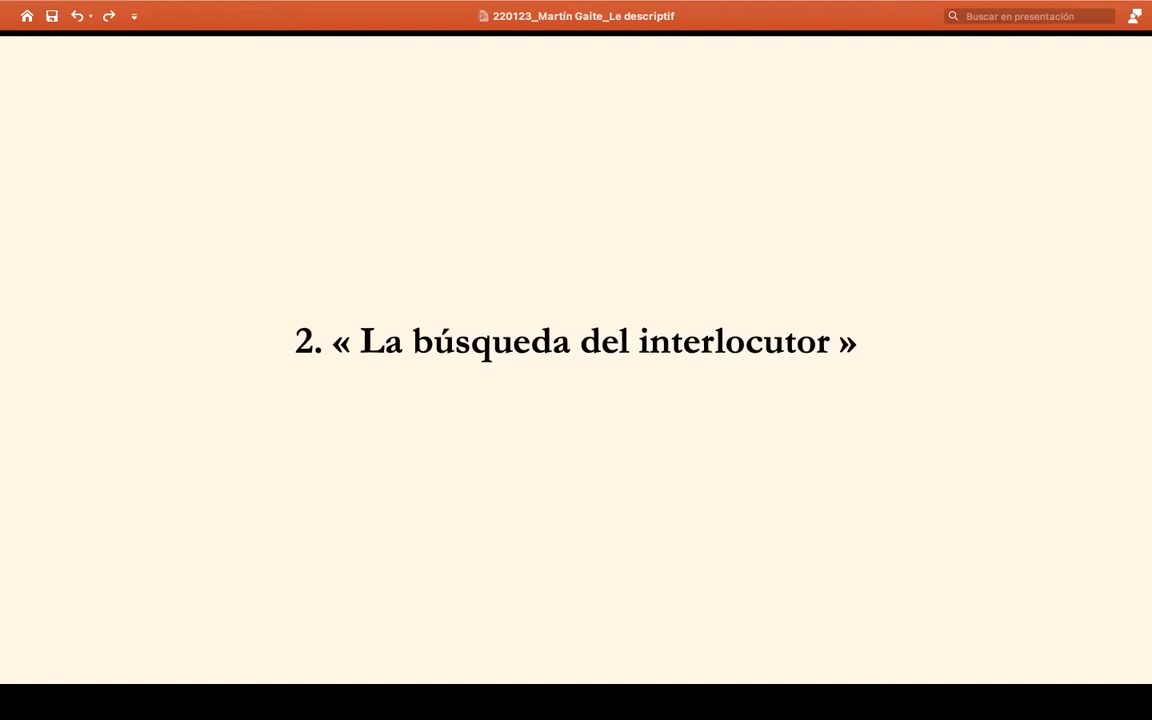 220123_Martín Gaite_Le descriptif
Buscar en presentación
2. « La búsqueda del interlocutor »